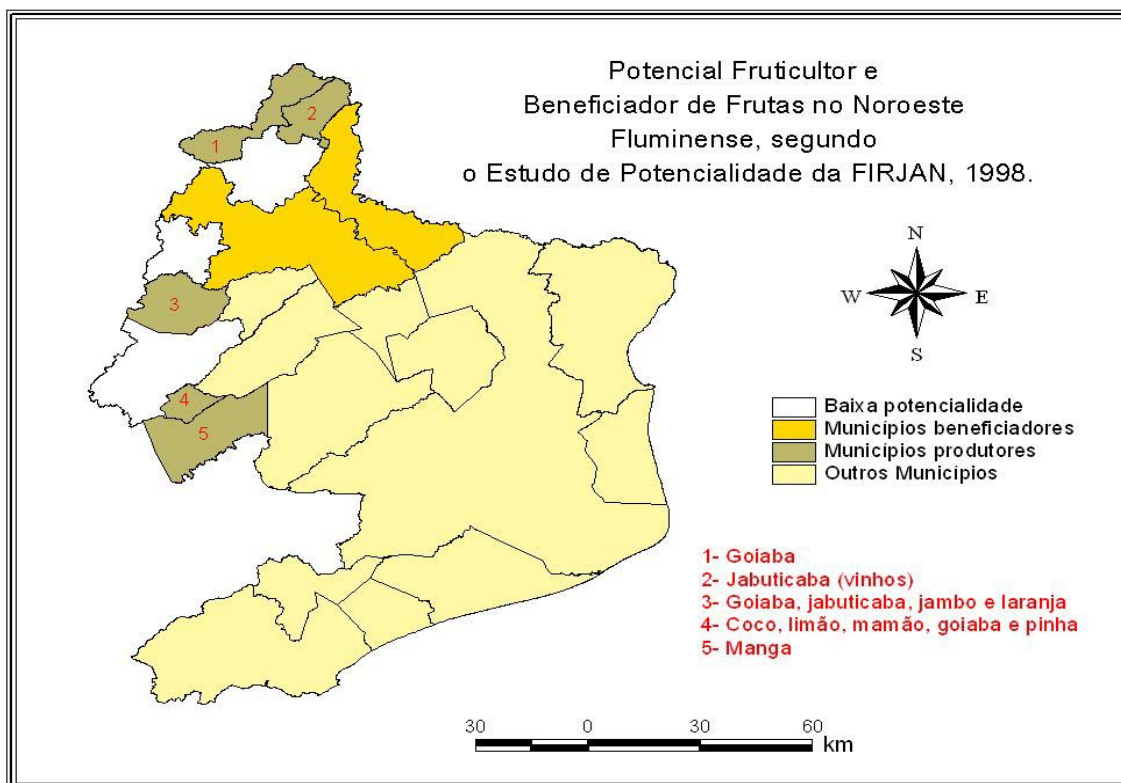 Potencial Fruticultor e
Beneficiador de Frutas no Noroeste
Fluminense, segundo
o Estudo de Potencialidade da FIRJAN, 1998.
1
2
3
4
5
N
W
E
S
Baixa potencialidade
Municípios beneficiadores
Municípios produtores
Outros Municípios
1- Goiaba
2- Jabuticaba (vinhos)
3- Goiaba, jabuticaba, jambo e laranja
4- Coco, limão, mamão, goiaba e pinha
5- Manga
30 0 30 60
km